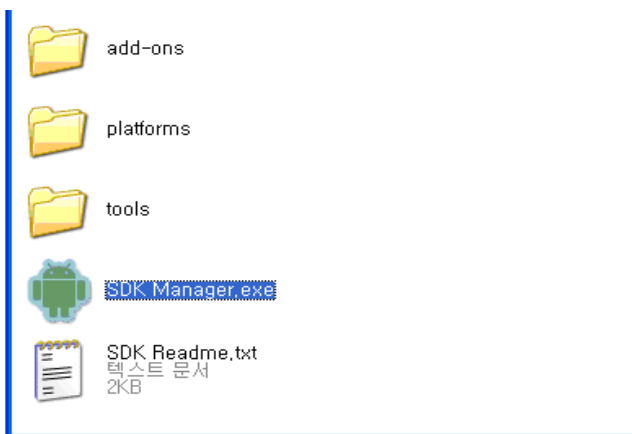 add-ons
platforms
tools
SDK Manager.exe
SDK Readme.txt
텍스트 문서
2KB